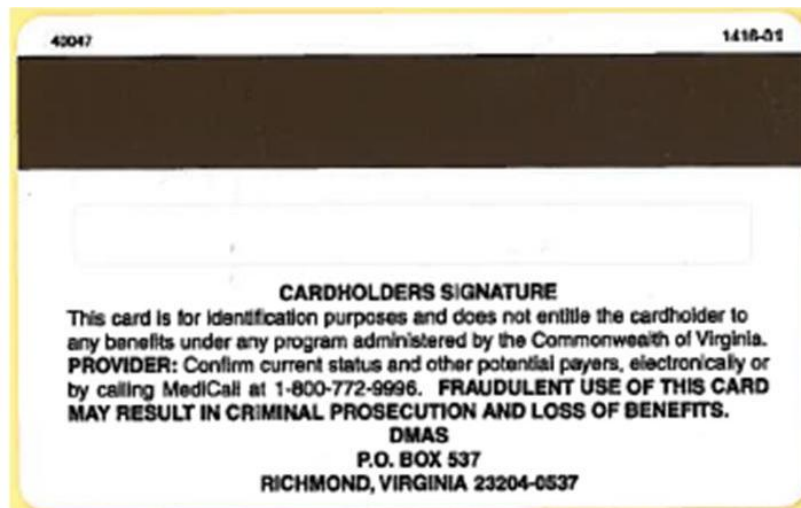 40047 1416-01
CARDHOLDERS SIGNATURE
This card is for identification purposes and does not entitle the cardholder to
any benefits under any program administered by the Commonwealth of Virginia.
PROVIDER: Confirm current status and other potential payers, electronically or
by calling MediCall at 1-800-772-9996. FRAUDULENT USE OF THIS CARD
MAY RESULT IN CRIMINAL PROSECUTION AND LOSS OF BENEFITS.
DMAS
P.O. BOX 537
RICHMOND, VIRGINIA 23204-0537